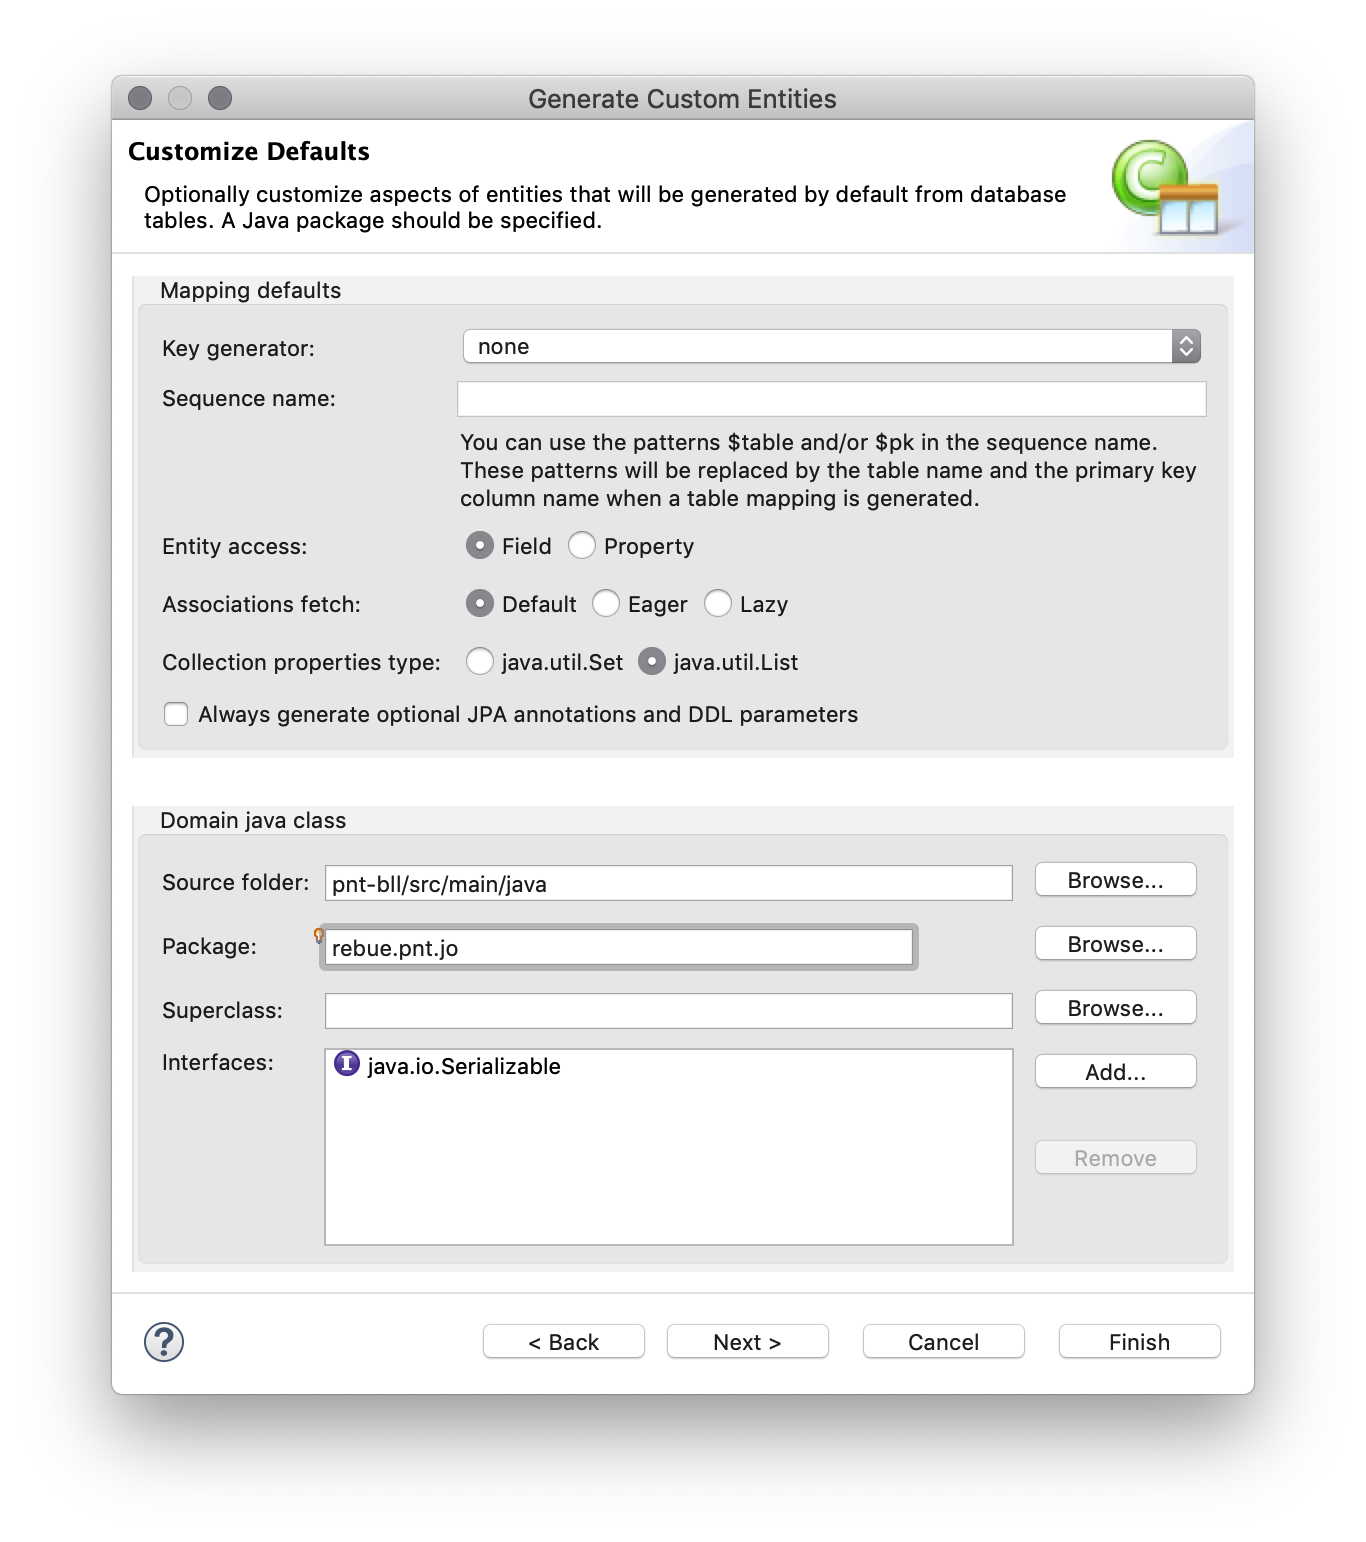 Generate Custom Entities
Customize Defaults
Optionally customize aspects of entities that will be generated by default from database
tables. A Java package should be specified.
Mapping defaults
Key generator: none
Sequence name:
You can use the patterns $table and/or $pk in the sequence name.
These patterns will be replaced by the table name and the primary key
column name when a table mapping is generated.
Entity access: Field Property
Associations fetch: Default Eager Lazy
Collection properties type: java.util.Set java.util.List
Always generate optional JPA annotations and DDL parameters
Domain java class
Source folder: pnt-bll/src/main/java Browse...
Package: rebue.pnt.jo Browse...
Superclass: Browse...
Interfaces: java.io.Serializable Add...
Remove
< Back Next > Cancel Finish